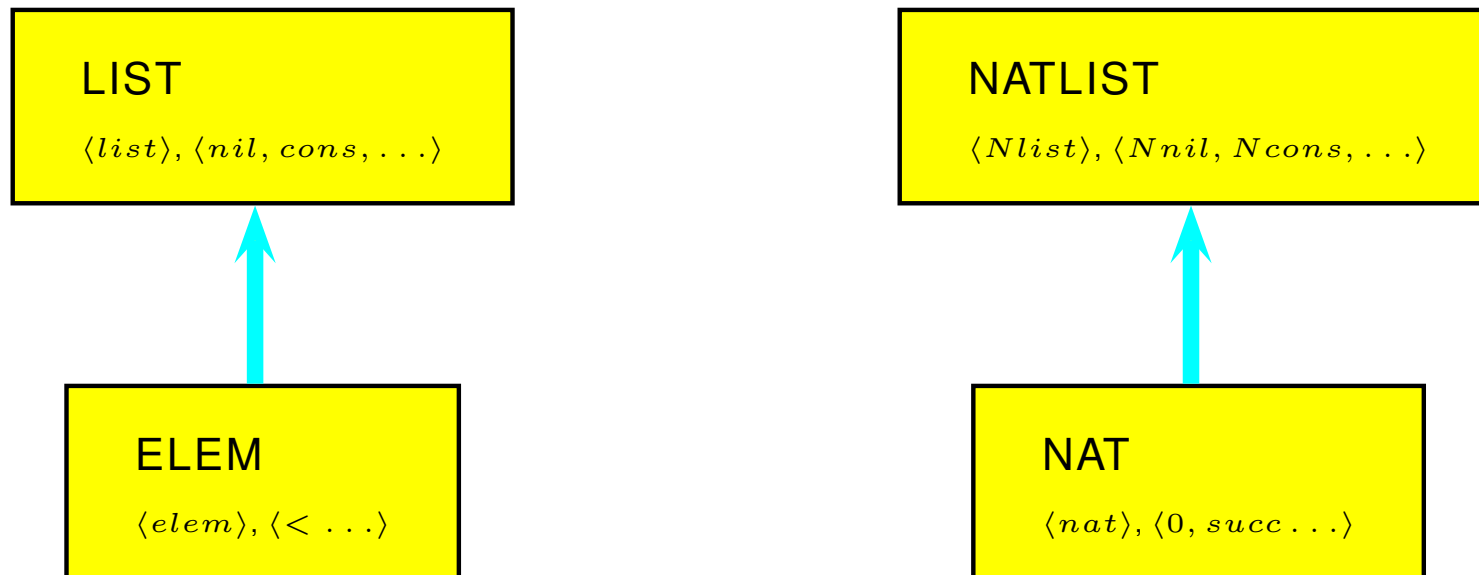 LIST
⟨list⟩, ⟨nil, cons, . . .⟩
NATLIST
⟨Nlist⟩, ⟨Nnil, Ncons, . . .⟩
ELEM
⟨elem⟩, ⟨< . . .⟩
NAT
⟨nat⟩, ⟨0, succ . . .⟩